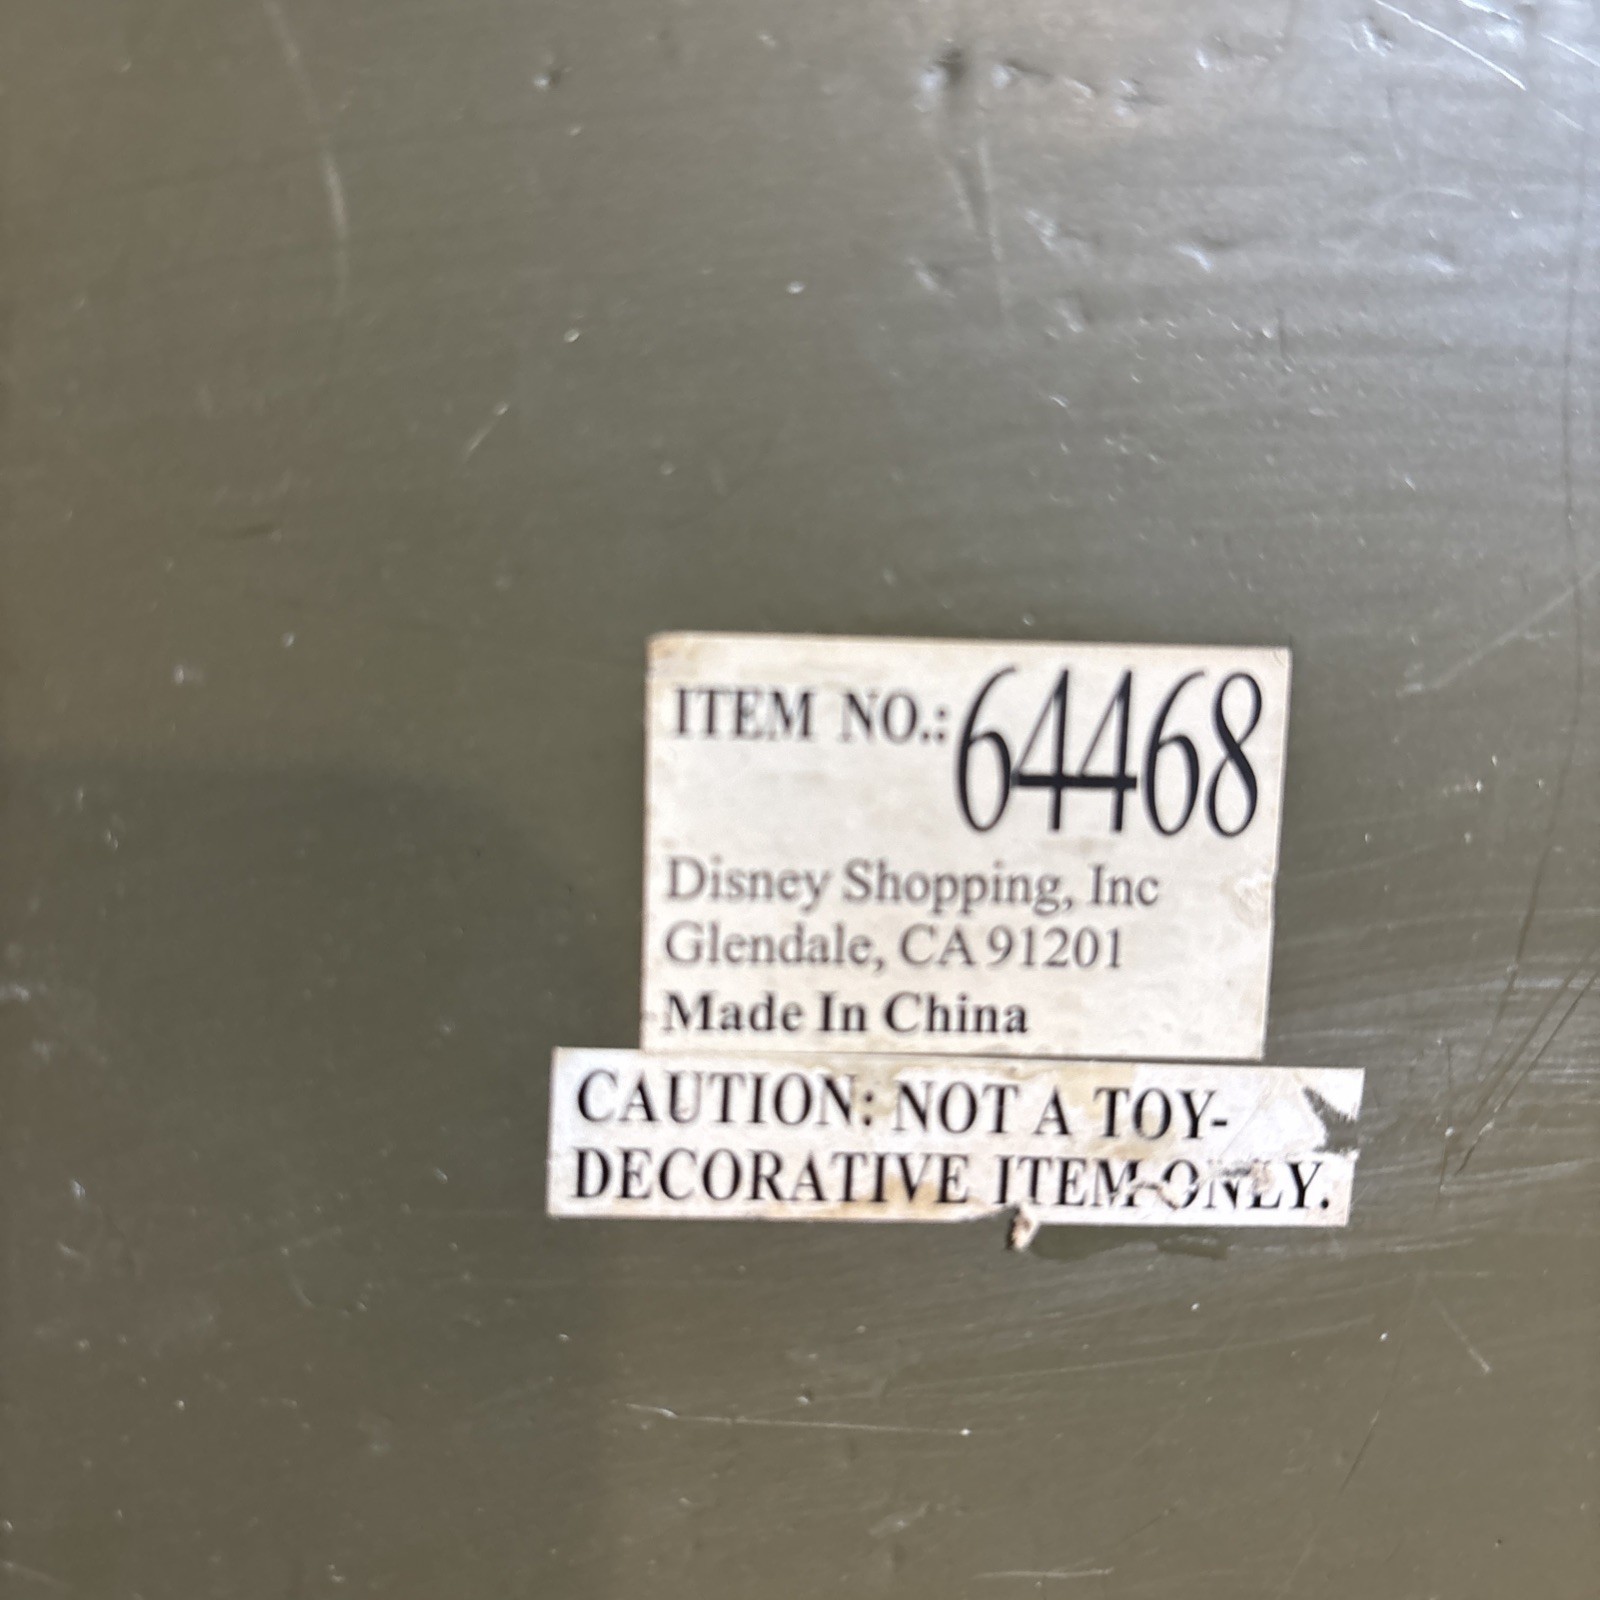 ITEM NO.: 64468
Disney Shopping, Inc
Glendale, CA 91201
Made In China
CAUTION: NOT A TOY-
DECORATIVE ITEM ONLY.